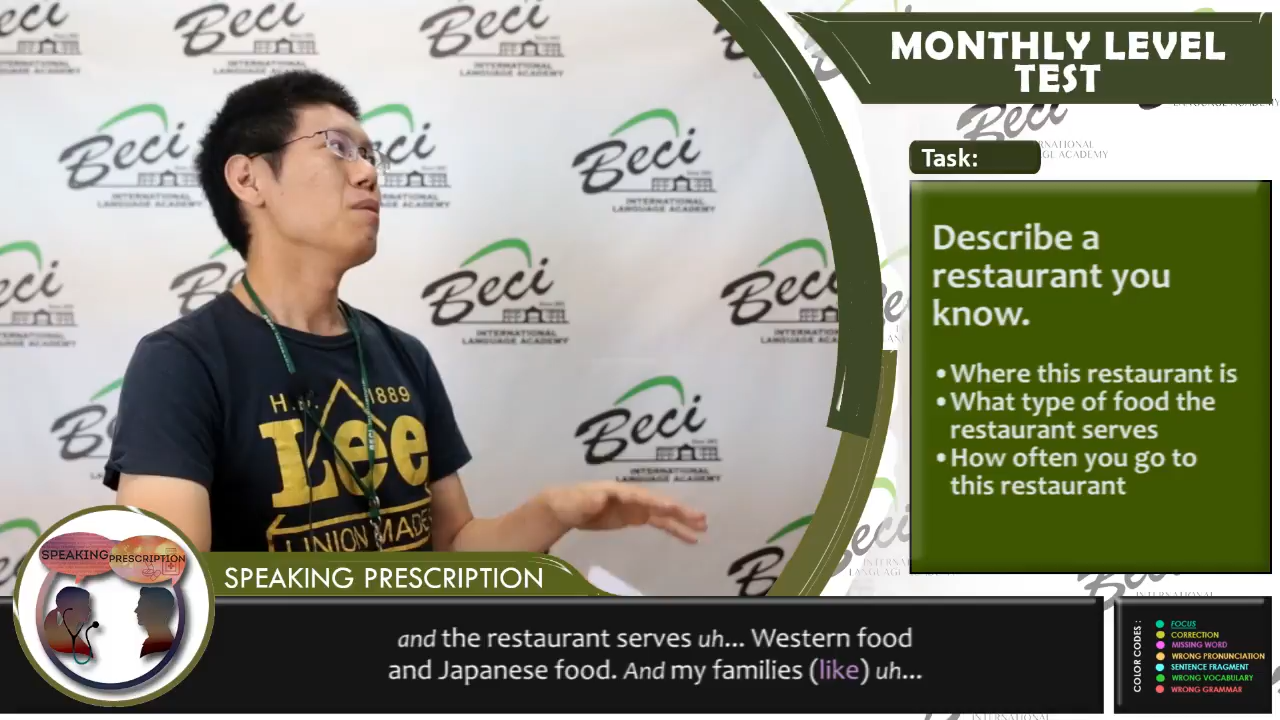 MONTHLY LEVEL
TEST
Task:
Describe a
restaurant you
know.
•Where this restaurant is
•What type of food the
restaurant serves
•How often you go to
this restaurant
Beci
INTERNATIONAL
LANGUAGE ACADEMY
H.D. 1889
Lee
UNION MADE
SPEAKING PRESCRIPTION
SPEAKING PRESCRIPTION
and the restaurant serves uh... Western food
and Japanese food. And my families (like) uh...
COLOR CODES :
FOCUS
CORRECTION
MISSING WORD
WRONG PRONUNCIATION
SENTENCE FRAGMENT
WRONG VOCABULARY
WRONG GRAMMAR